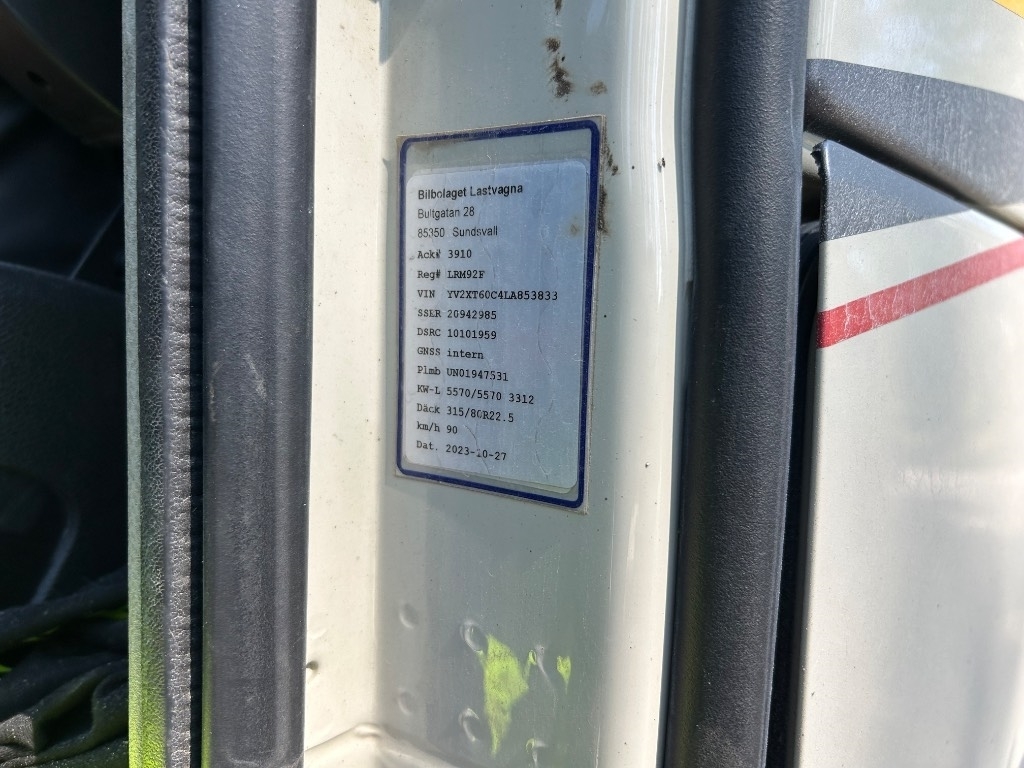 Bilbolaget Lastvagna
Bultgatan 28
85350 Sundsvall
Ack# 3910
Reg# LRM92F
VIN YV2XT60C4LA853833
SSER 20942985
DSRC 10101959
GNSS intern
Plmb UN01947531
KW-L 5570/5570 3312
Däck 315/80R22.5
km/h 90
Dat. 2023-10-27